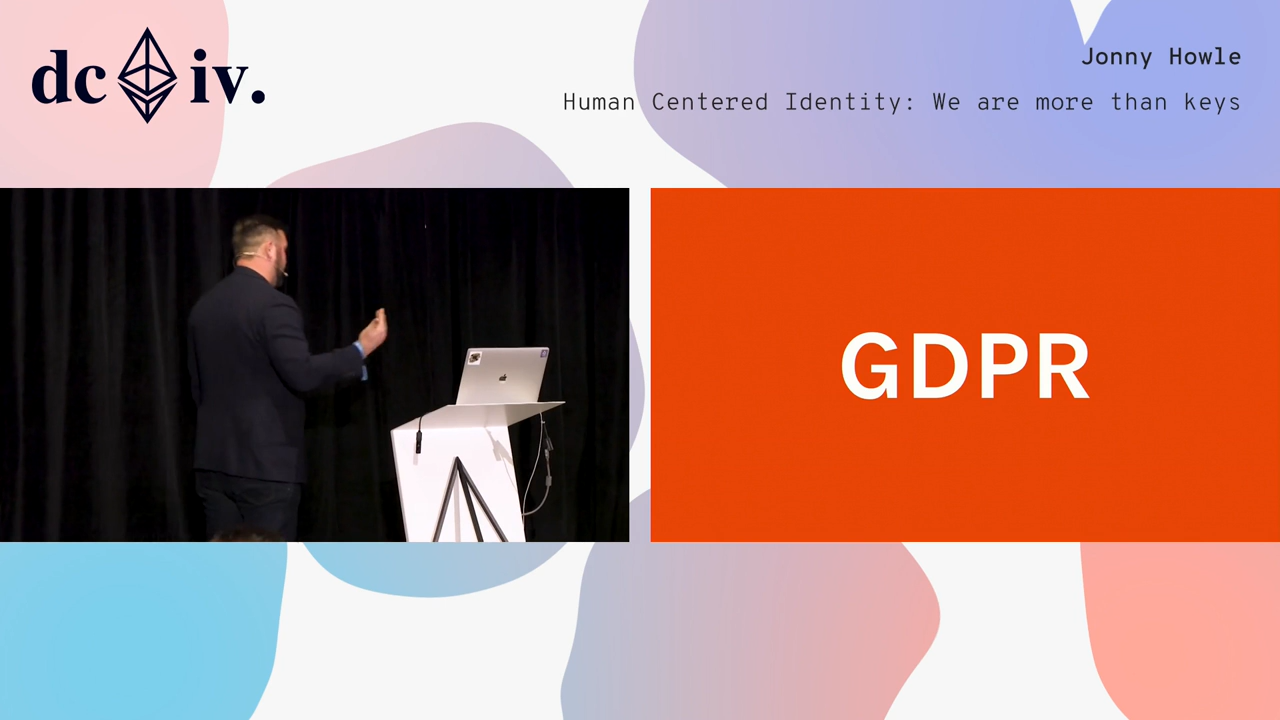 dc iv.
Jonny Howle
Human Centered Identity: We are more than keys
GDPR